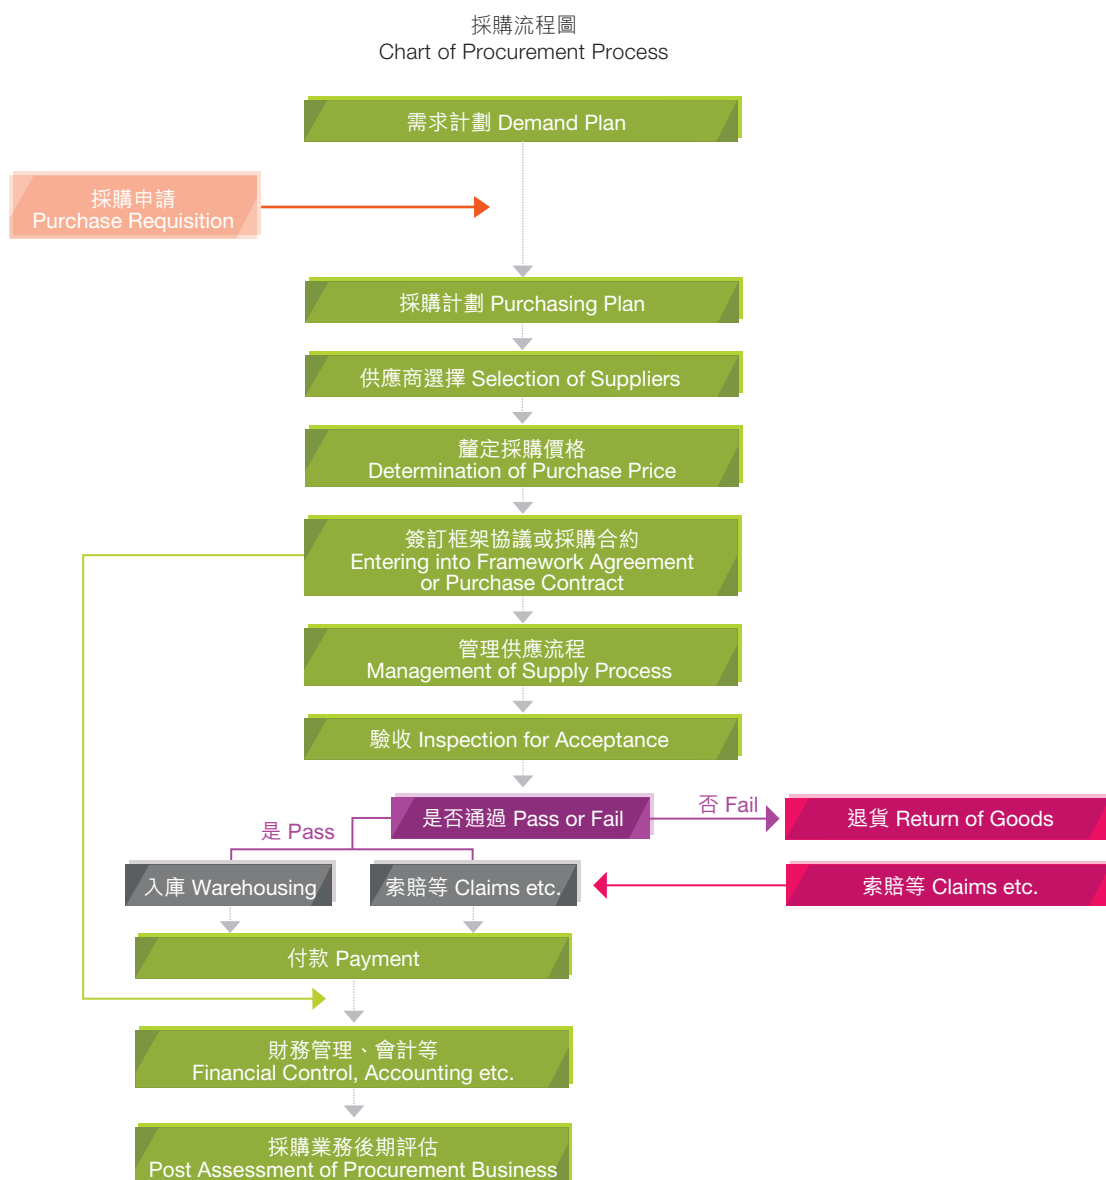 採購流程圖
Chart of Procurement Process
需求計劃 Demand Plan
採購申請
Purchase Requisition
採購計劃 Purchasing Plan
供應商選擇 Selection of Suppliers
釐定採購價格
Determination of Purchase Price
簽訂框架協議或採購合約
Entering into Framework Agreement
or Purchase Contract
管理供應流程
Management of Supply Process
驗收 Inspection for Acceptance
是否通過 Pass or Fail
否 Fail
退貨 Return of Goods
是 Pass
入庫 Warehousing
索賠等 Claims etc.
索賠等 Claims etc.
付款 Payment
財務管理、會計等
Financial Control, Accounting etc.
採購業務後期評估
Post Assessment of Procurement Business